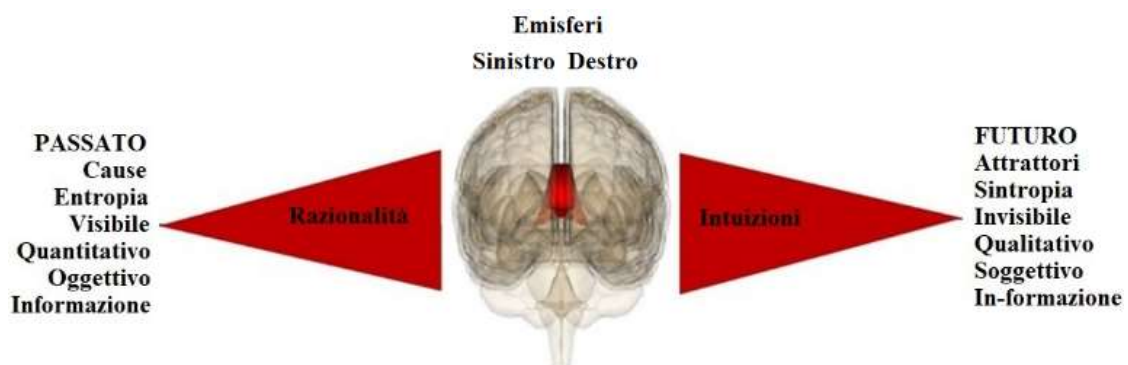 Emisferi
Sinistro Destro
PASSATO
Cause
Entropia
Visibile
Quantitativo
Oggettivo
Informazione
Razionalità
Intuizioni
FUTURO
Attrattori
Sintropia
Invisibile
Qualitativo
Soggettivo
In-formazione